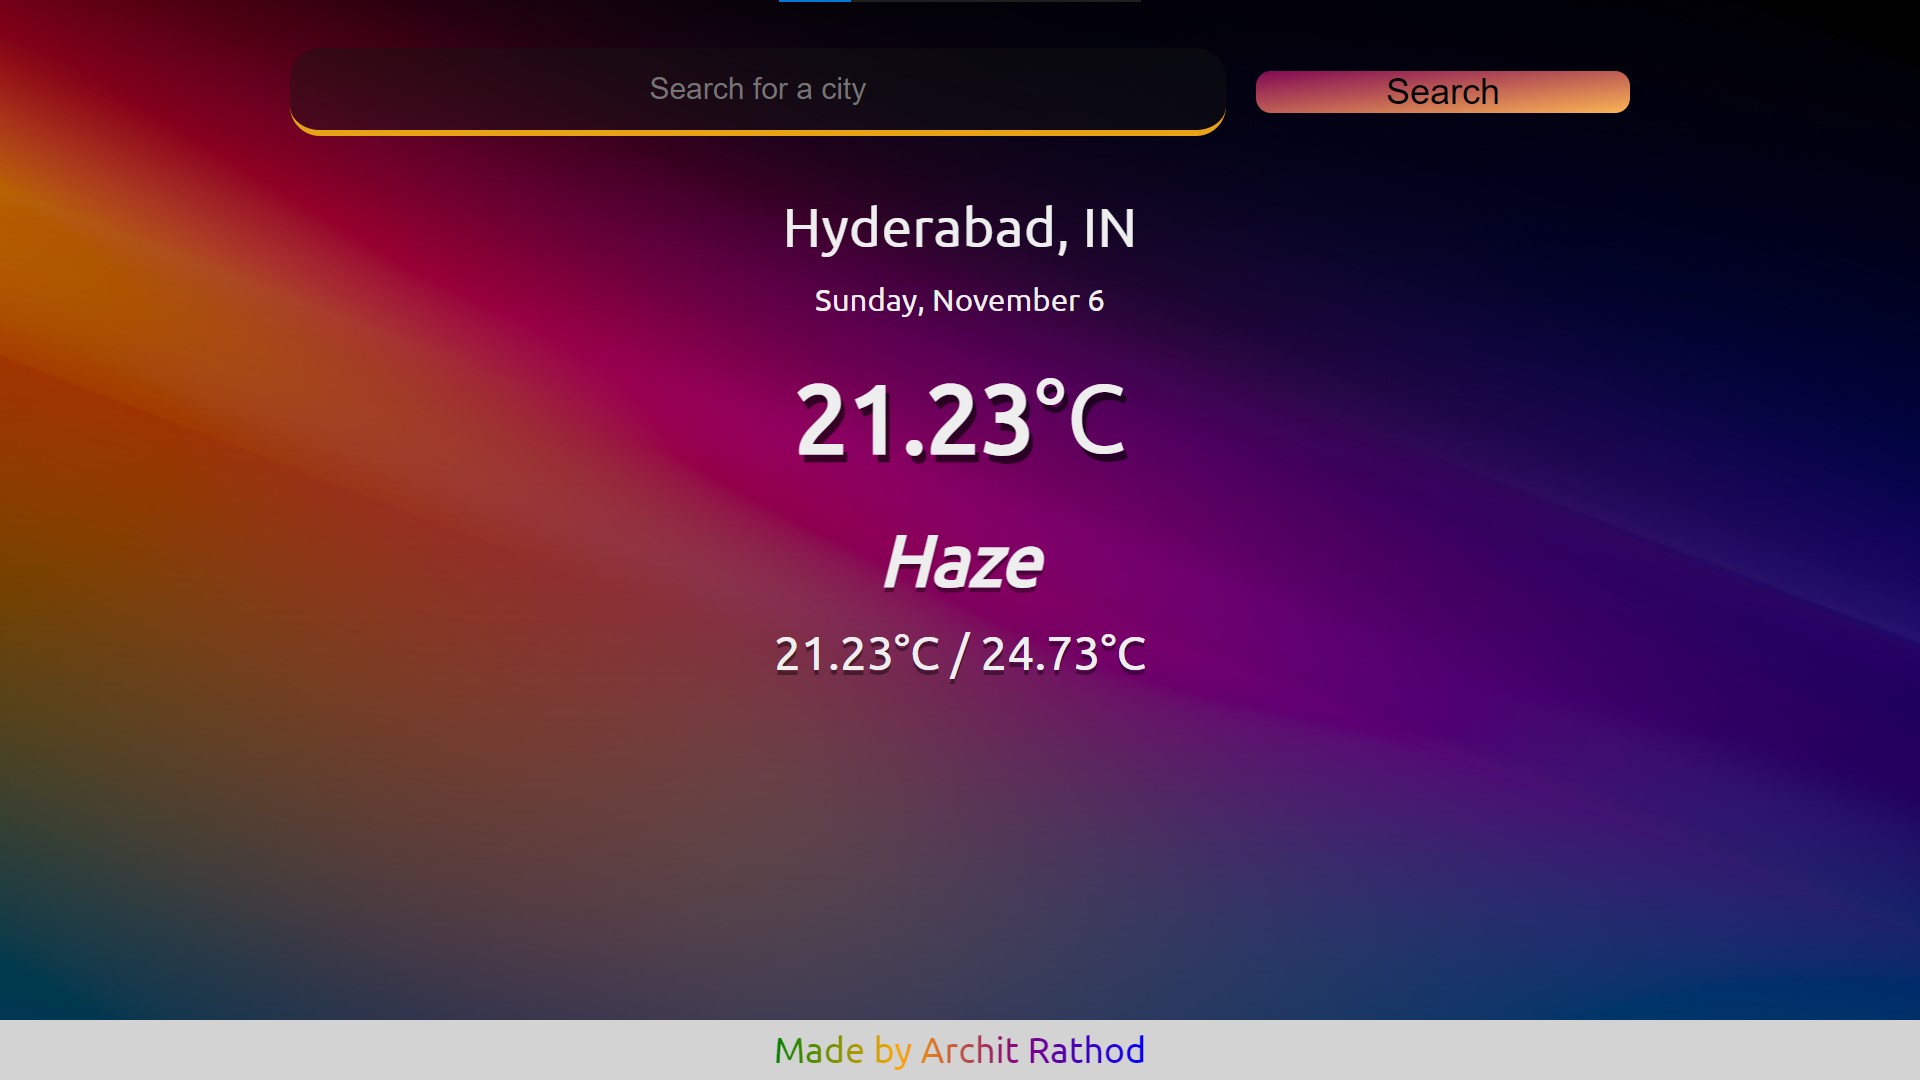 Search for a city
Search
Hyderabad, IN
Sunday, November 6
21.23°C
Haze
21.23°C / 24.73°C
Made by Archit Rathod